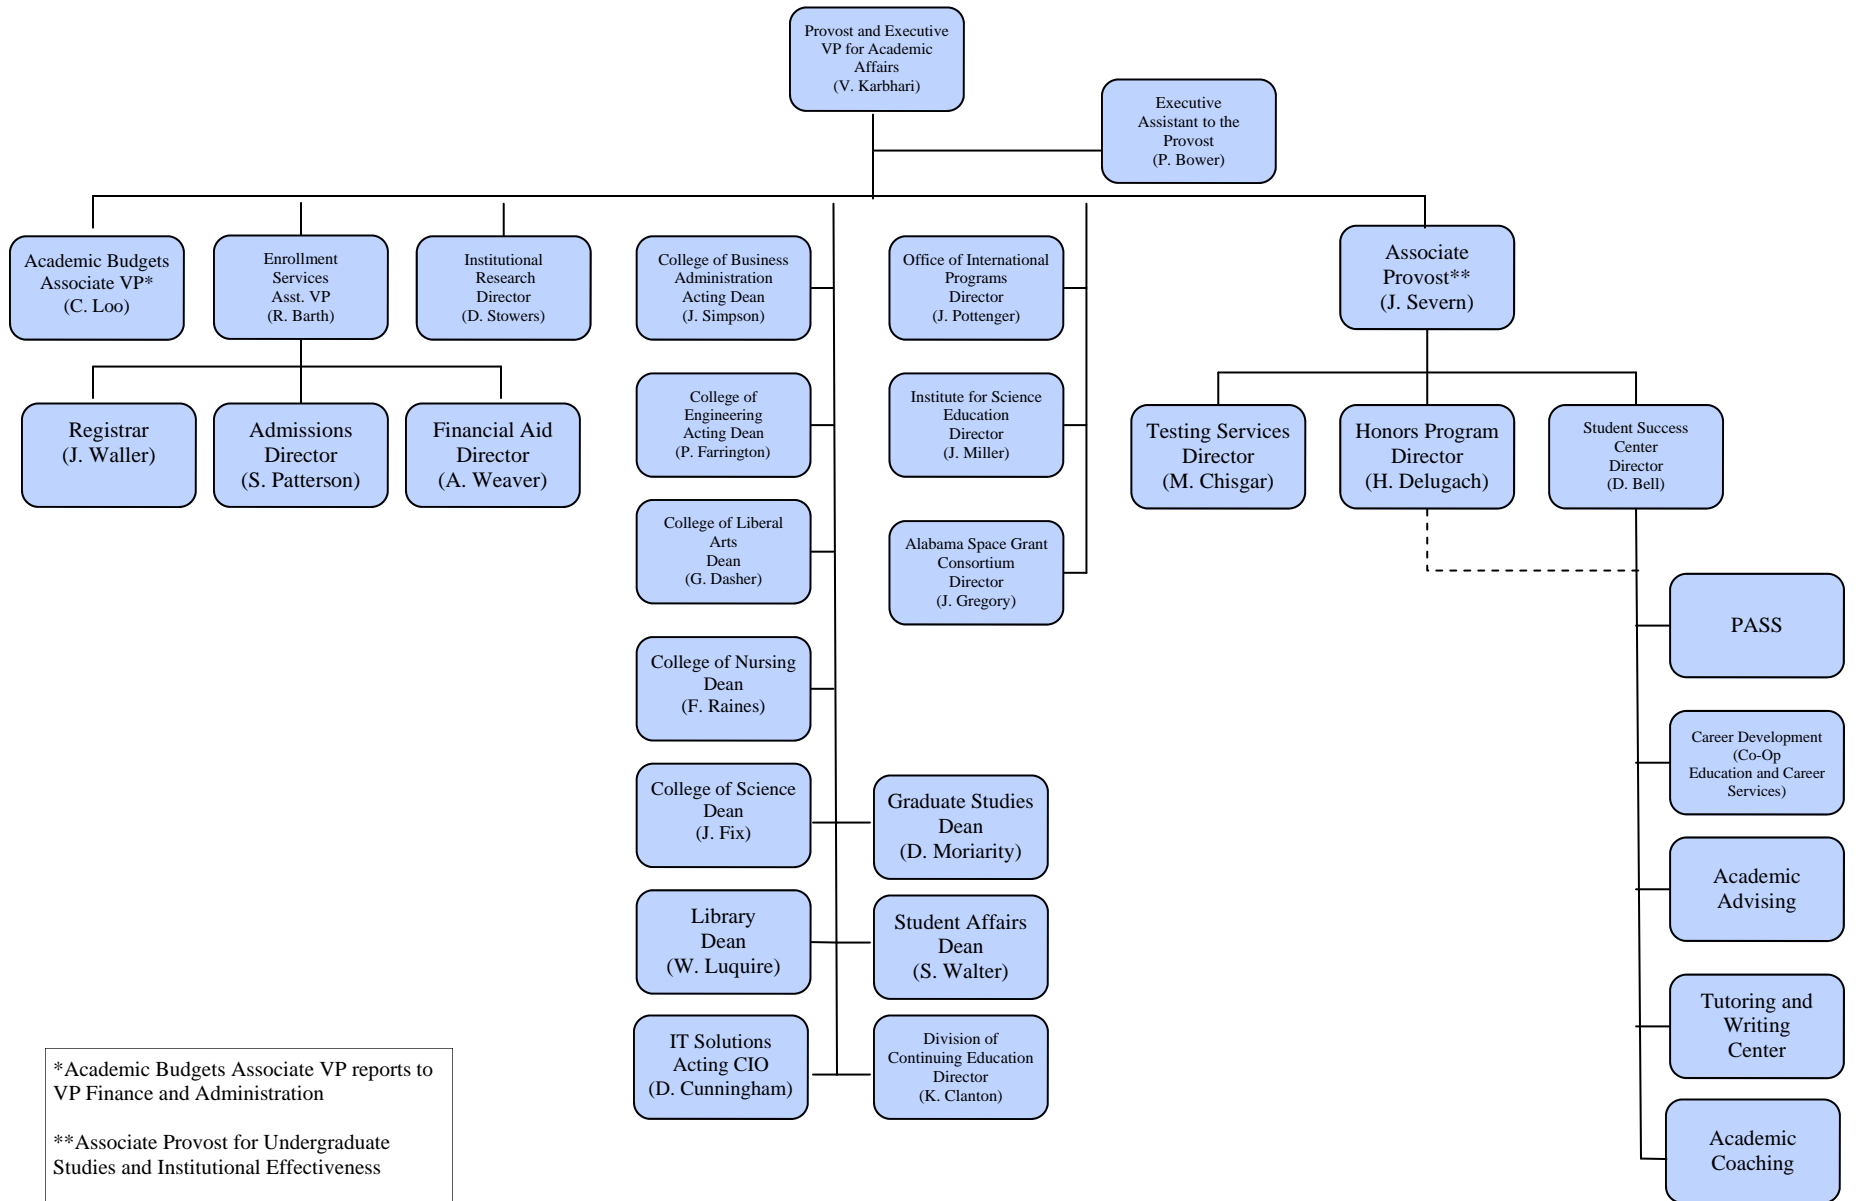 Provost and Executive
VP for Academic
Affairs
(V. Karbhari)
Executive
Assistant to the
Provost
(P. Bower)
Academic Budgets
Associate VP*
(C. Loo)
Enrollment
Services
Asst. VP
(R. Barth)
Institutional
Research
Director
(D. Stowers)
College of Business
Administration
Acting Dean
(J. Simpson)
Office of International
Programs
Director
(J. Pottenger)
Associate
Provost**
(J. Severn)
Registrar
(J. Waller)
Admissions
Director
(S. Patterson)
Financial Aid
Director
(A. Weaver)
College of
Engineering
Acting Dean
(P. Farrington)
Institute for Science
Education
Director
(J. Miller)
Testing Services
Director
(M. Chisgar)
Honors Program
Director
(H. Delugach)
Student Success
Center
Director
(D. Bell)
College of Liberal
Arts
Dean
(G. Dasher)
Alabama Space Grant
Consortium
Director
(J. Gregory)
PASS
College of Nursing
Dean
(F. Raines)
Career Development
(Co-Op
Education and Career
Services)
College of Science
Dean
(J. Fix)
Graduate Studies
Dean
(D. Moriarity)
Academic
Advising
Library
Dean
(W. Luquire)
Student Affairs
Dean
(S. Walter)
Tutoring and
Writing
Center
IT Solutions
Acting CIO
(D. Cunningham)
Division of
Continuing Education
Director
(K. Clanton)
Academic
Coaching
*Academic Budgets Associate VP reports to
VP Finance and Administration
**Associate Provost for Undergraduate
Studies and Institutional Effectiveness